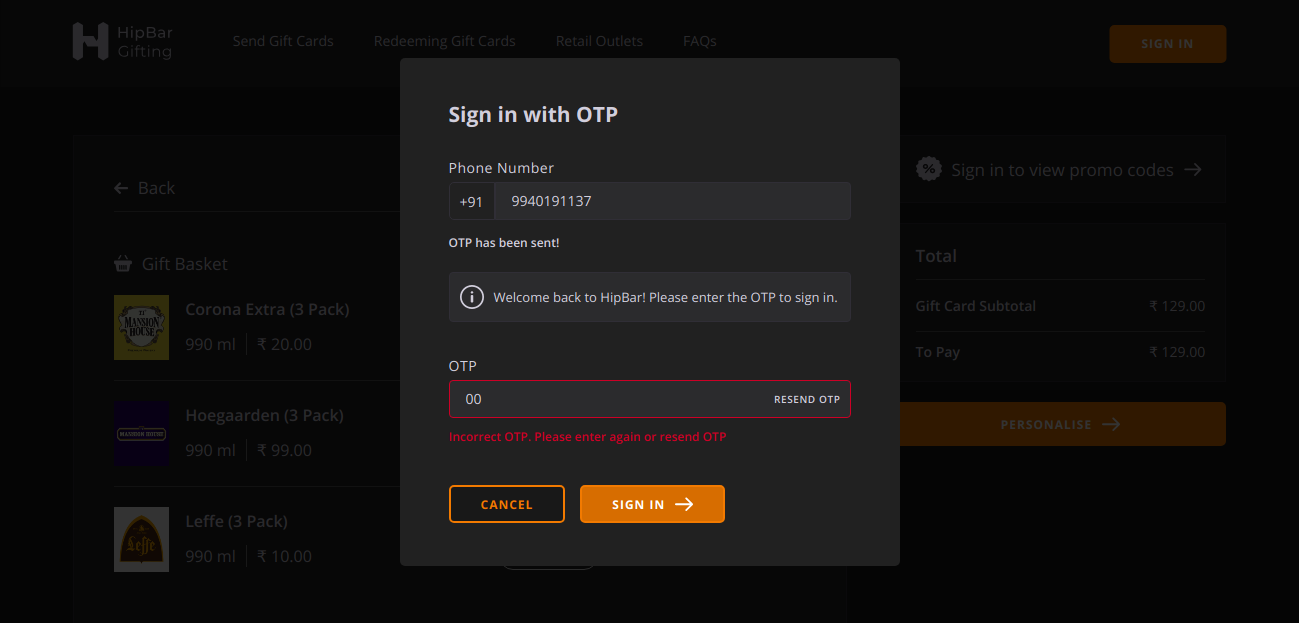 HipBar
Gifting
Send Gift Cards
Redeeming Gift Cards
Retail Outlets
FAQs
SIGN IN
Sign in with OTP
Phone Number
+91
9940191137
OTP has been sent!
Welcome back to HipBar! Please enter the OTP to sign in.
OTP
00
RESEND OTP
Incorrect OTP. Please enter again or resend OTP
CANCEL
SIGN IN
Back
Gift Basket
MANSION
HOUSE
Corona Extra (3 Pack)
990 ml
₹ 20.00
MANSION HOUSE
Hoegaarden (3 Pack)
990 ml
₹ 99.00
Leffe
Leffe (3 Pack)
990 ml
₹ 10.00
%
Sign in to view promo codes
Total
Gift Card Subtotal
₹ 129.00
To Pay
₹ 129.00
PERSONALISE